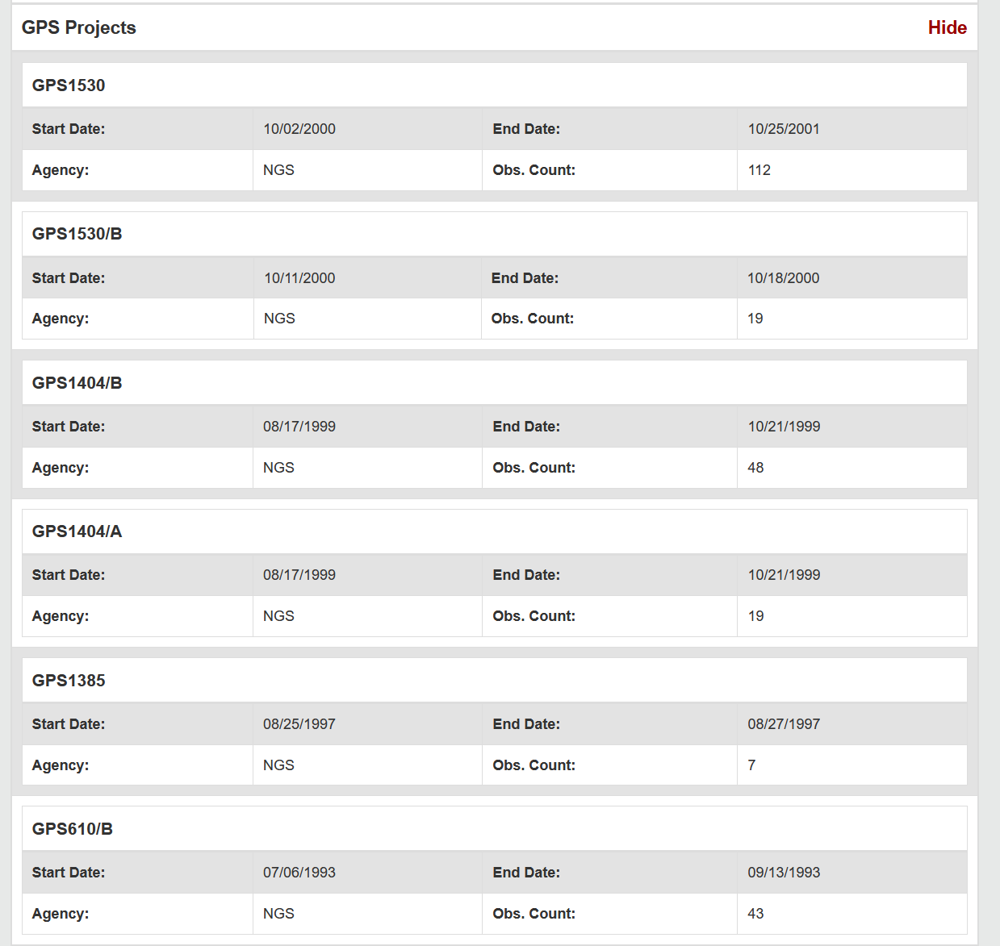 GPS Projects Hide
GPS1530
Start Date: 10/02/2000 End Date: 10/25/2001
Agency: NGS Obs. Count: 112
GPS1530/B
Start Date: 10/11/2000 End Date: 10/18/2000
Agency: NGS Obs. Count: 19
GPS1404/B
Start Date: 08/17/1999 End Date: 10/21/1999
Agency: NGS Obs. Count: 48
GPS1404/A
Start Date: 08/17/1999 End Date: 10/21/1999
Agency: NGS Obs. Count: 19
GPS1385
Start Date: 08/25/1997 End Date: 08/27/1997
Agency: NGS Obs. Count: 7
GPS610/B
Start Date: 07/06/1993 End Date: 09/13/1993
Agency: NGS Obs. Count: 43